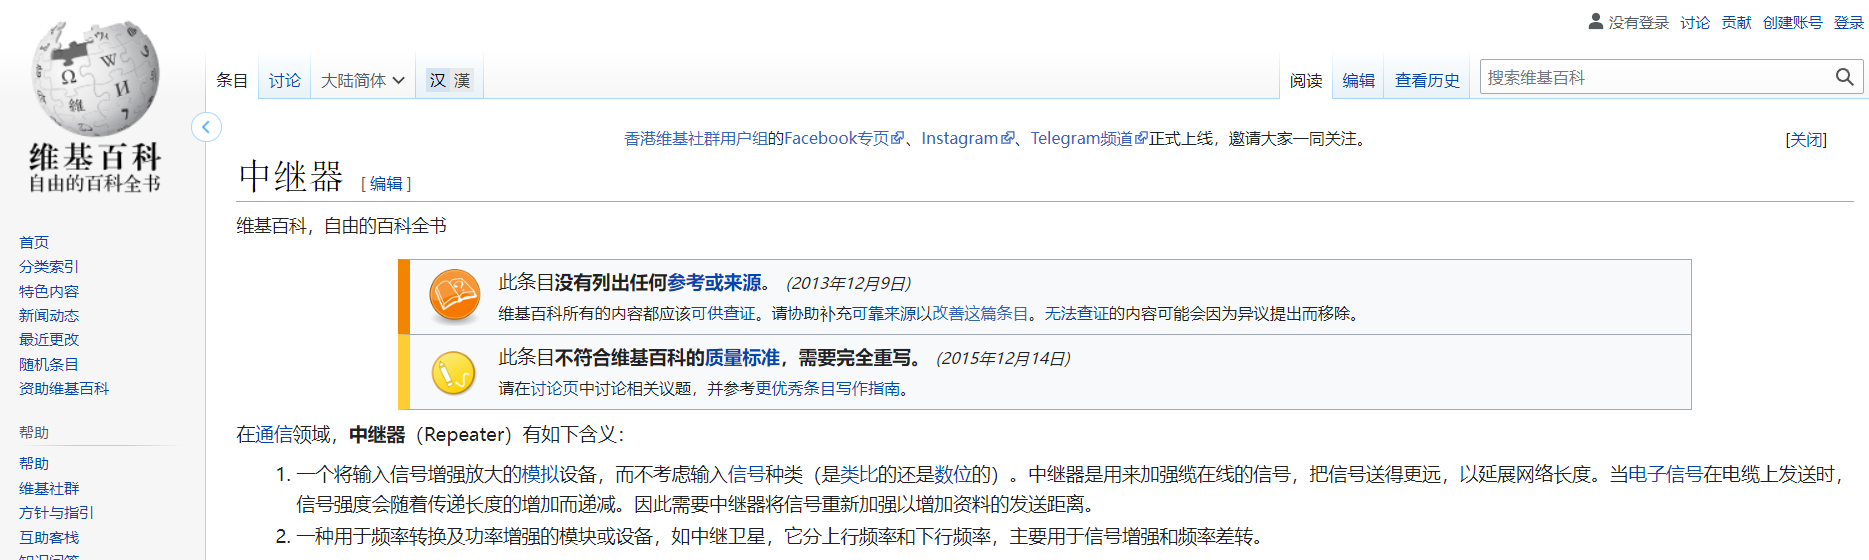 没有登录 讨论 贡献 创建账号 登录
条目 讨论 大陆简体 汉 漢 阅读 编辑 查看历史 搜索维基百科
维基百科
自由的百科全书
香港维基社群用户组的Facebook专页、Instagram、Telegram频道正式上线，邀请大家一同关注。 [关闭]
中继器 [编辑]
维基百科，自由的百科全书
首页
分类索引
特色内容
新闻动态
最近更改
随机条目
资助维基百科
帮助
帮助
维基社群
方针与指引
互助客栈
知识问答
此条目没有列出任何参考或来源。 (2013年12月9日)
维基百科所有的内容都应该可供查证。请协助补充可靠来源以改善这篇条目。无法查证的内容可能会因为异议提出而移除。
此条目不符合维基百科的质量标准，需要完全重写。 (2015年12月14日)
请在讨论页中讨论相关议题，并参考更优秀条目写作指南。
在通信领域，中继器（Repeater）有如下含义：
1. 一个将输入信号增强放大的模拟设备，而不考虑输入信号种类（是类比的还是数位的）。中继器是用来加强缆在线的信号，把信号送得更远，以延展网络长度。当电子信号在电缆上发送时，
信号强度会随着传递长度的增加而递减。因此需要中继器将信号重新加强以增加资料的发送距离。
2. 一种用于频率转换及功率增强的模块或设备，如中继卫星，它分上行频率和下行频率，主要用于信号增强和频率差转。